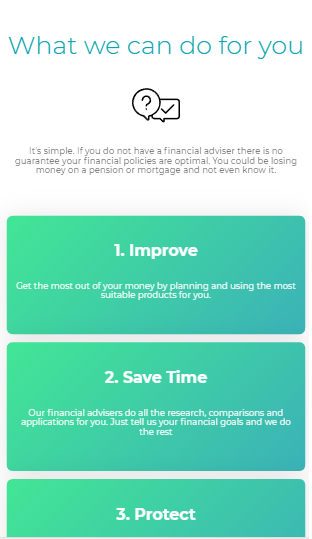 What we can do for you
It's simple. If you do not have a financial adviser there is no
guarantee your financial policies are optimal. You could be losing
money on a pension or mortgage and not even know it.
1. Improve
Get the most out of your money by planning and using the most
suitable products for you.
2. Save Time
Our financial advisers do all the research, comparisons and
applications for you. Just tell us your financial goals and we do
the rest
3. Protect